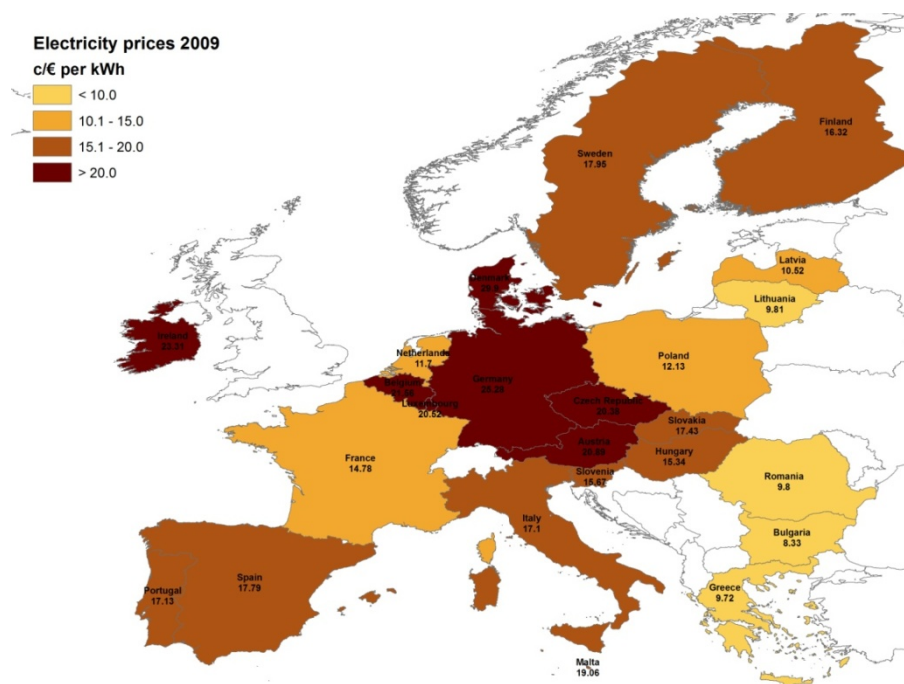 Electricity prices 2009
c/€ per kWh
< 10.0
10.1 - 15.0
15.1 - 20.0
> 20.0
Finland
16.32
Sweden
17.95
Latvia
10.52
Lithuania
9.81
Denmark
Ireland
Netherlands
11.7
Poland
12.13
Germany
Belgium
Luxembourg
20.52
Czech Republic
Slovakia
17.43
Austria
Hungary
15.34
France
14.78
Slovenia
15.67
Romania
9.8
Italy
17.1
Bulgaria
8.33
Spain
17.79
Portugal
17.13
Greece
9.72
Malta
19.06